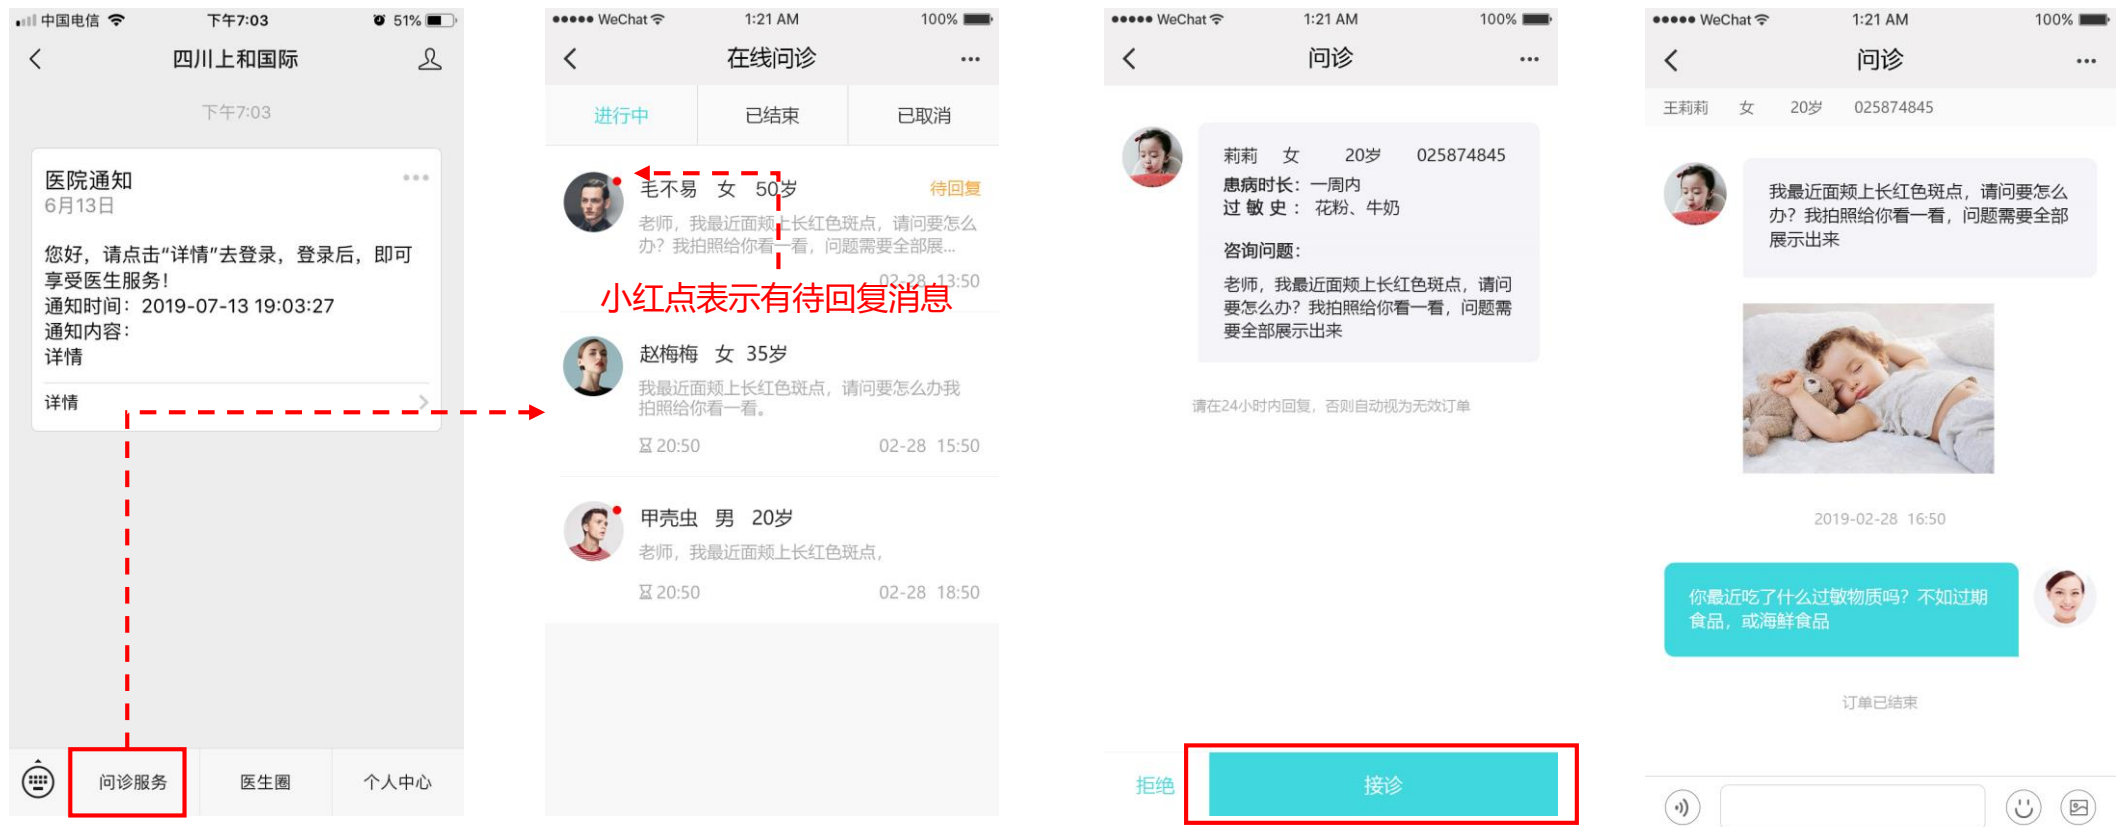 中国电信
下午7:03
51%
四川上和国际
下午7:03
医院通知
6月13日
您好，请点击“详情”去登录，登录后，即可
享受医生服务！
通知时间：2019-07-13 19:03:27
通知内容：
详情
详情
问诊服务
医生圈
个人中心
WeChat
1:21 AM
100%
在线问诊
进行中
已结束
已取消
毛不易 女 50岁
待回复
老师，我最近面颊上长红色斑点，请问要怎么
办？我拍照给你看一看，问题需要全部展...
02-28 13:50
小红点表示有待回复消息
赵梅梅 女 35岁
我最近面颊上长红色斑点，请问要怎么办我
拍照给你看一看。
20:50
02-28 15:50
甲壳虫 男 20岁
老师，我最近面颊上长红色斑点，
20:50
02-28 18:50
WeChat
1:21 AM
100%
问诊
莉莉 女 20岁 025874845
患病时长：一周内
过 敏 史 ：花粉、牛奶
咨询问题：
老师，我最近面颊上长红色斑点，请问
要怎么办？我拍照给你看一看，问题需
要全部展示出来
请在24小时内回复，否则自动视为无效订单
拒绝
接诊
WeChat
1:21 AM
100%
问诊
王莉莉 女 20岁 025874845
我最近面颊上长红色斑点，请问要怎么
办？我拍照给你看一看，问题需要全部
展示出来
2019-02-28 16:50
你最近吃了什么过敏物质吗？不如过期
食品，或海鲜食品
订单已结束